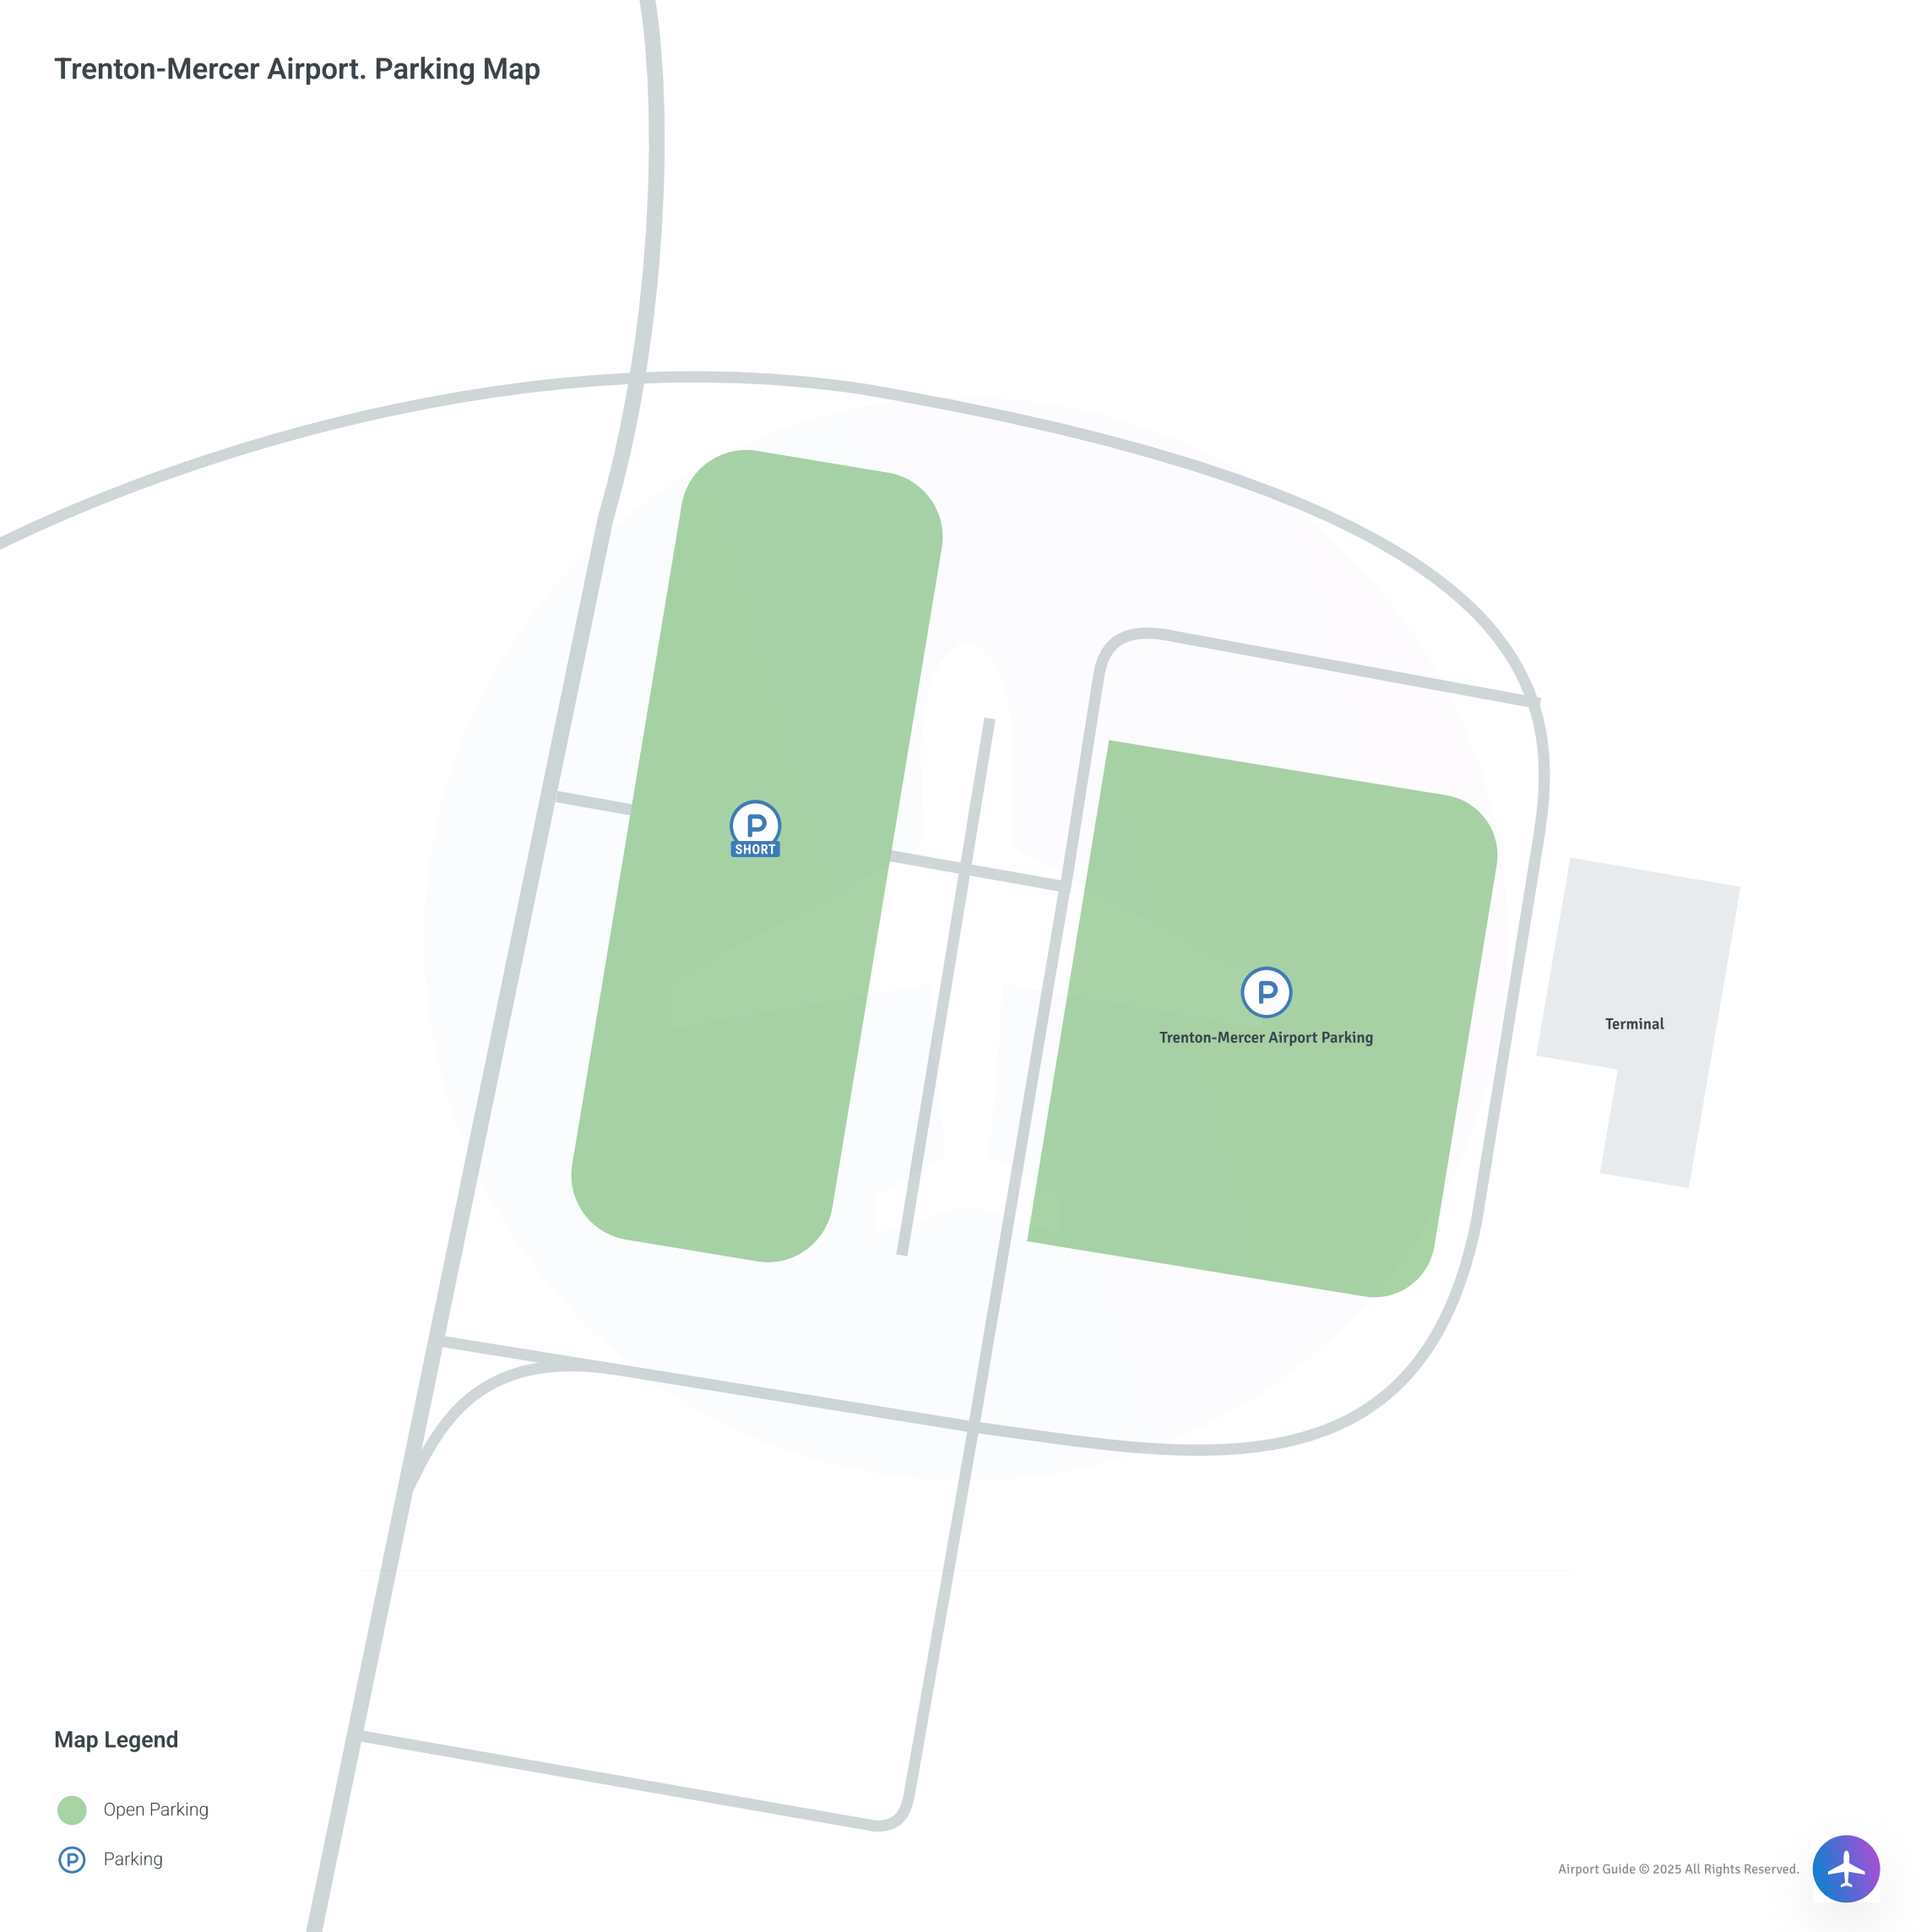 Trenton-Mercer Airport. Parking Map
P
SHORT
P
Trenton-Mercer Airport Parking
Terminal
Map Legend
Open Parking
P Parking
Airport Guide © 2025 All Rights Reserved.